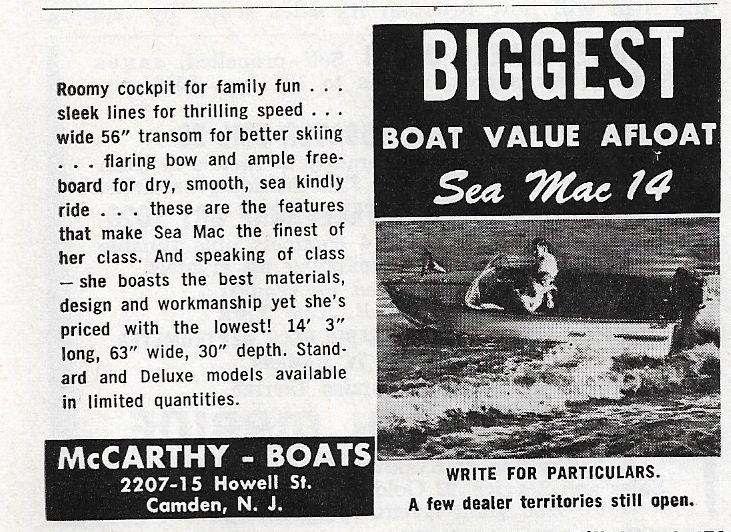 Roomy cockpit for family fun . . .
sleek lines for thrilling speed . . .
wide 56" transom for better skiing
. . . flaring bow and ample free-
board for dry, smooth, sea kindly
ride . . . these are the features
that make Sea Mac the finest of
her class. And speaking of class
— she boasts the best materials,
design and workmanship yet she's
priced with the lowest! 14' 3"
long, 63" wide, 30" depth. Stand-
ard and Deluxe models available
in limited quantities.
McCARTHY - BOATS
2207-15 Howell St.
Camden, N. J.
BIGGEST
BOAT VALUE AFLOAT
Sea Mac 14
WRITE FOR PARTICULARS.
A few dealer territories still open.